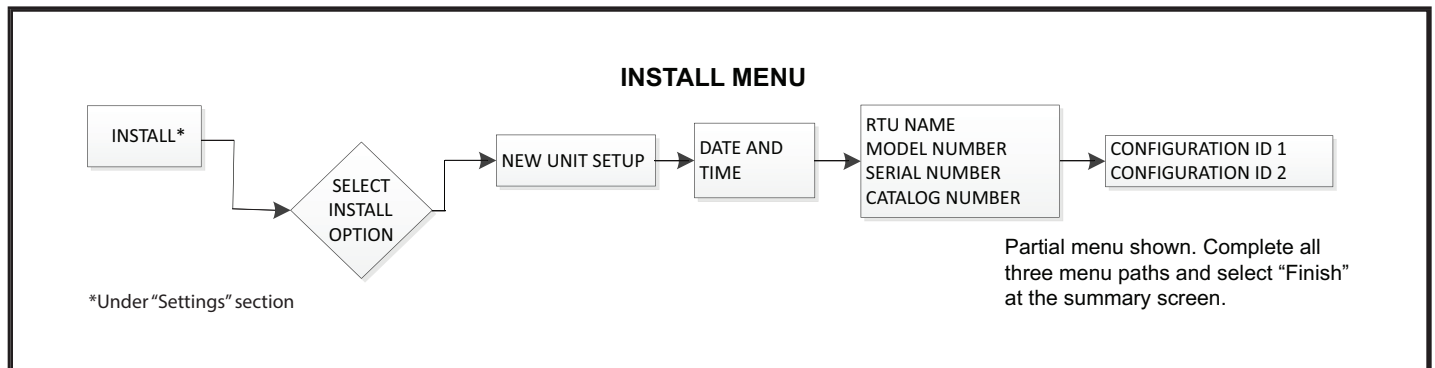 INSTALL MENU
INSTALL*
SELECT
INSTALL
OPTION
NEW UNIT SETUP
DATE AND
TIME
RTU NAME
MODEL NUMBER
SERIAL NUMBER
CATALOG NUMBER
CONFIGURATION ID 1
CONFIGURATION ID 2
Partial menu shown. Complete all
three menu paths and select “Finish”
at the summary screen.
*Under “Settings” section